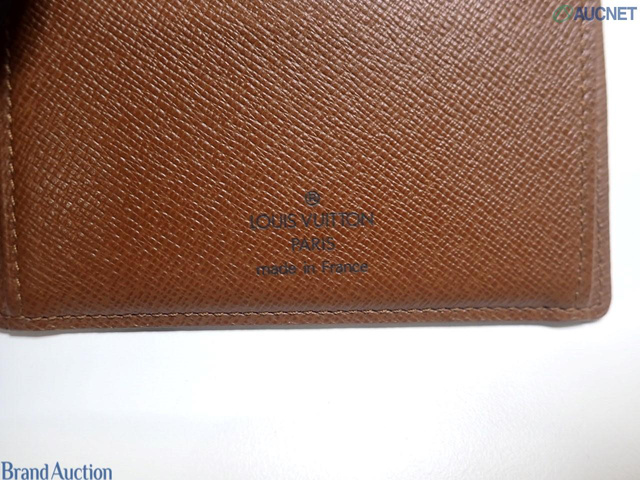 AUCNET
®
LOUIS VUITTON
PARIS
made in France
Brand Auction